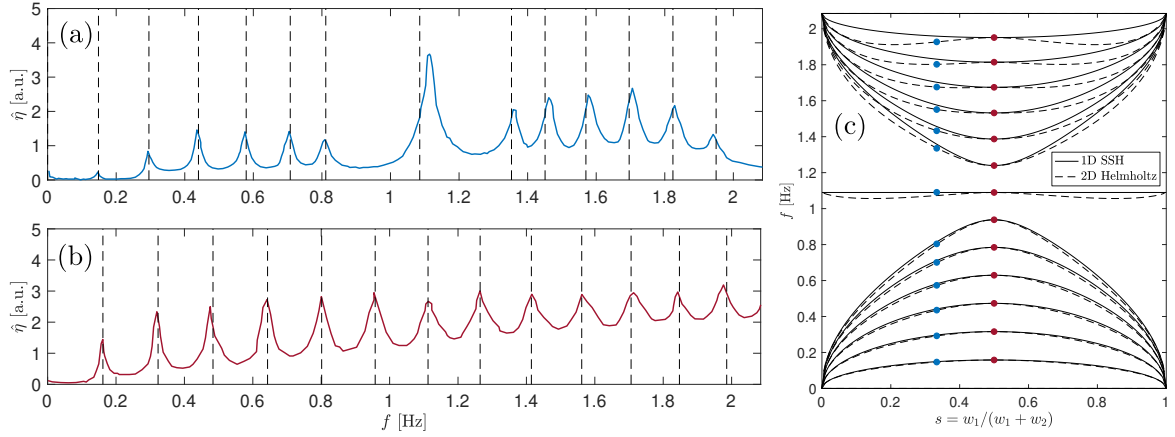 (a)
η̂ [a.u.]
5
4
3
2
1
0
0 0.2 0.4 0.6 0.8 1 1.2 1.4 1.6 1.8 2
(b)
η̂ [a.u.]
5
4
3
2
1
0
0 0.2 0.4 0.6 0.8 1 1.2 1.4 1.6 1.8 2
f [Hz]
(c)
1D SSH
2D Helmholtz
f [Hz]
2
1.8
1.6
1.4
1.2
1
0.8
0.6
0.4
0.2
0
0 0.2 0.4 0.6 0.8 1
s = w₁/(w₁ + w₂)